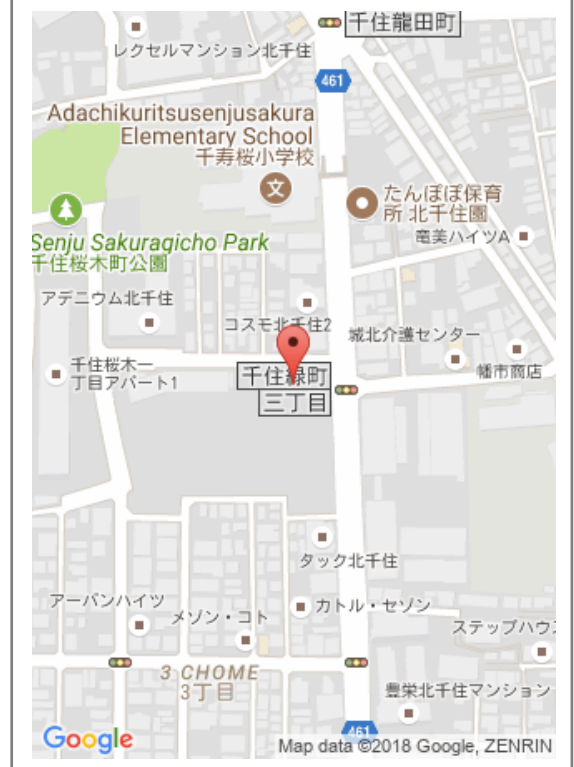 千住龍田町
レクセルマンション北千住
461
Adachikuritsusenjusakura
Elementary School
千寿桜小学校
文
たんぽぽ保育
所 北千住園
竜美ハイツA
Senju Sakuragicho Park
千住桜木町公園
アデニウム北千住
コスモ北千住2
城北介護センター
千住桜木一
丁目アパート1
千住緑町
三丁目
幡市商店
タック北千住
アーバンハイツ
メゾン・コト
カトル・セゾン
ステップハウ
3 CHOME
3丁目
豊栄北千住マンション
461
Google
Map data ©2018 Google, ZENRIN